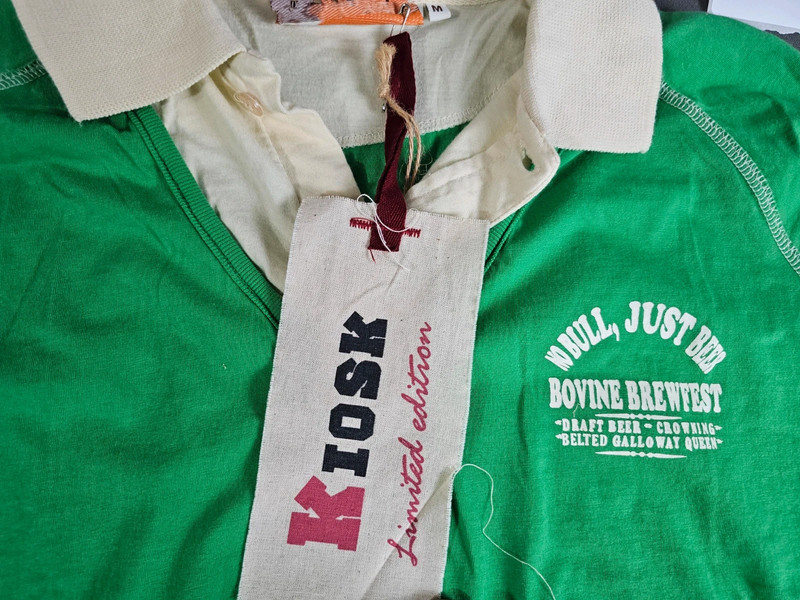 M
KIOSK
Limited edition
NO BULL, JUST BEER
BOVINE BREWFEST
DRAFT BEER - CROWNING
BELTED GALLOWAY QUEEN